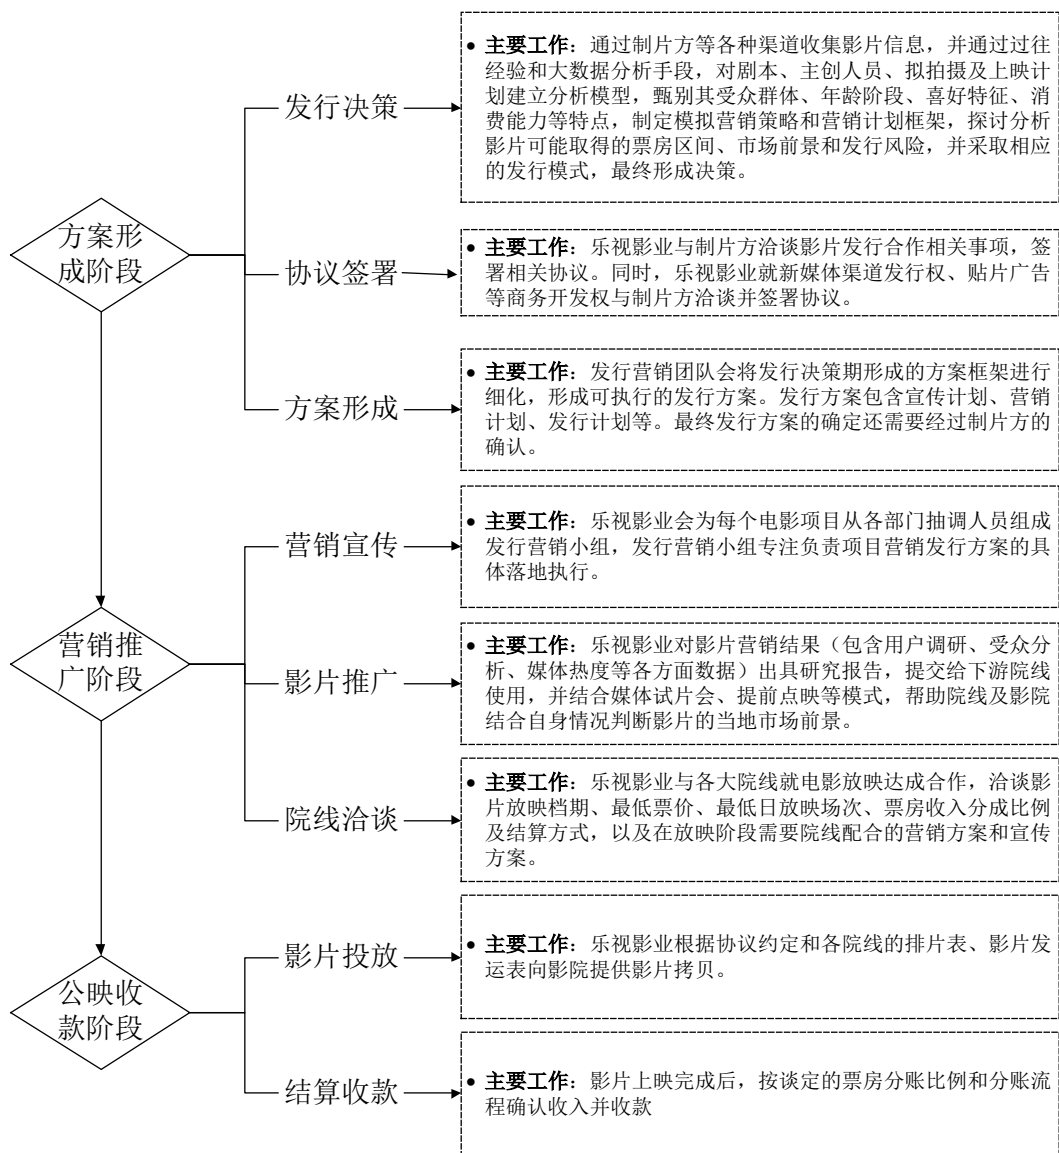 发行决策
• 主要工作：通过制片方等各种渠道收集影片信息，并通过过往
经验和大数据分析手段，对剧本、主创人员、拟拍摄及上映计
划建立分析模型，甄别其受众群体、年龄阶段、喜好特征、消
费能力等特点，制定模拟营销策略和营销计划框架，探讨分析
影片可能取得的票房区间、市场前景和发行风险，并采取相应
的发行模式，最终形成决策。
方案形
成阶段
协议签署
• 主要工作：乐视影业与制片方洽谈影片发行合作相关事项，签
署相关协议。同时，乐视影业就新媒体渠道发行权、贴片广告
等商务开发权与制片方洽谈并签署协议。
方案形成
• 主要工作：发行营销团队会将发行决策期形成的方案框架进行
细化，形成可执行的发行方案。发行方案包含宣传计划、营销
计划、发行计划等。最终发行方案的确定还需要经过制片方的
确认。
营销宣传
• 主要工作：乐视影业会为每个电影项目从各部门抽调人员组成
发行营销小组，发行营销小组专注负责项目营销发行方案的具
体落地执行。
营销推
广阶段
影片推广
• 主要工作：乐视影业对影片营销结果（包含用户调研、受众分
析、媒体热度等各方面数据）出具研究报告，提交给下游院线
使用，并结合媒体试片会、提前点映等模式，帮助院线及影院
结合自身情况判断影片的当地市场前景。
院线洽谈
• 主要工作：乐视影业与各大院线就电影放映达成合作，洽谈影
片放映档期、最低票价、最低日放映场次、票房收入分成比例
及结算方式，以及在放映阶段需要院线配合的营销方案和宣传
方案。
影片投放
• 主要工作：乐视影业根据协议约定和各院线的排片表、影片发
运表向影院提供影片拷贝。
公映收
款阶段
结算收款
• 主要工作：影片上映完成后，按谈定的票房分账比例和分账流
程确认收入并收款